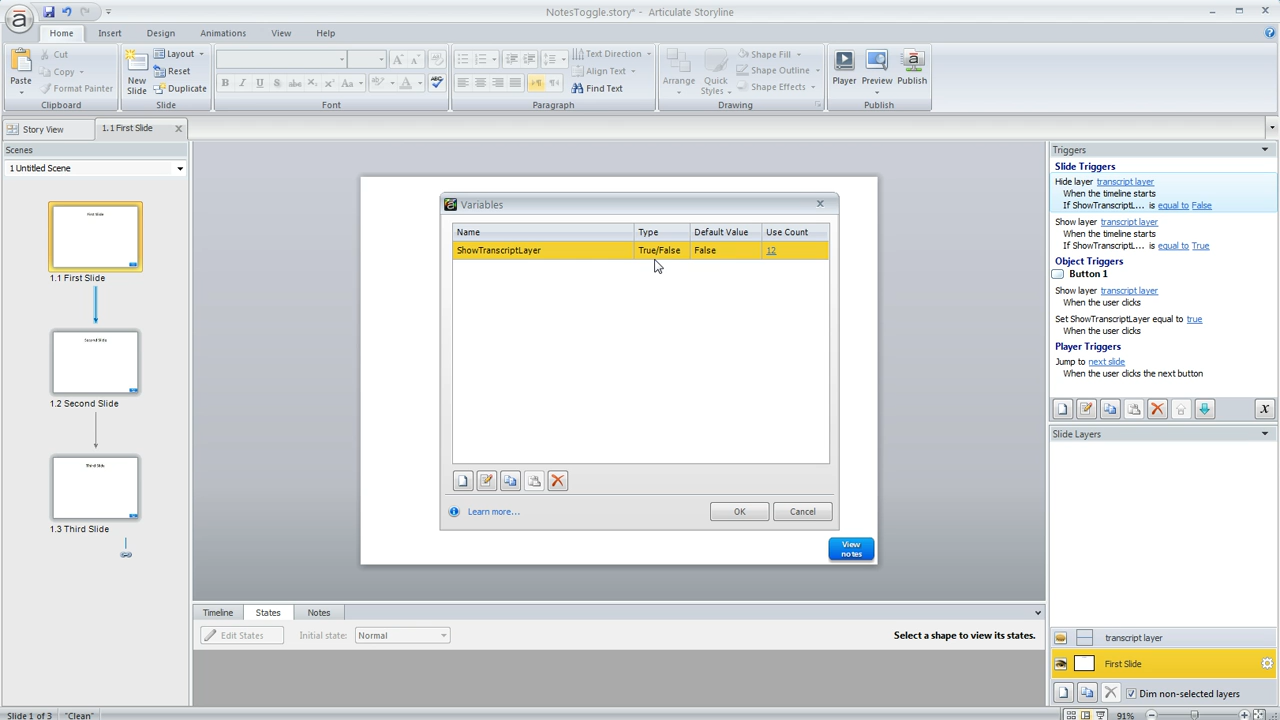 NotesToggle.story* - Articulate Storyline
Home
Insert
Design
Animations
View
Help
Paste
Cut
Copy
Format Painter
Clipboard
New Slide
Layout
Reset
Duplicate
Slide
B I U S abc Aa A
Font
Text Direction
Align Text
Find Text
Paragraph
Arrange
Quick Styles
Shape Fill
Shape Outline
Shape Effects
Drawing
Player
Preview
Publish
Publish
Story View
1.1 First Slide
Scenes
1 Untitled Scene
First Slide
1.1 First Slide
Second Slide
1.2 Second Slide
Third Slide
1.3 Third Slide
Variables
Name Type Default Value Use Count
ShowTranscriptLayer True/False False 12
Learn more...
OK
Cancel
View
notes
Timeline
States
Notes
Edit States
Initial state:
Normal
Select a shape to view its states.
Triggers
Slide Triggers
Hide layer transcript layer
When the timeline starts
If ShowTranscriptL... is equal to False
Show layer transcript layer
When the timeline starts
If ShowTranscriptL... is equal to True
Object Triggers
Button 1
Show layer transcript layer
When the user clicks
Set ShowTranscriptLayer equal to true
When the user clicks
Player Triggers
Jump to next slide
When the user clicks the next button
x
Slide Layers
transcript layer
First Slide
Dim non-selected layers
Slide 1 of 3
"Clean"
91%